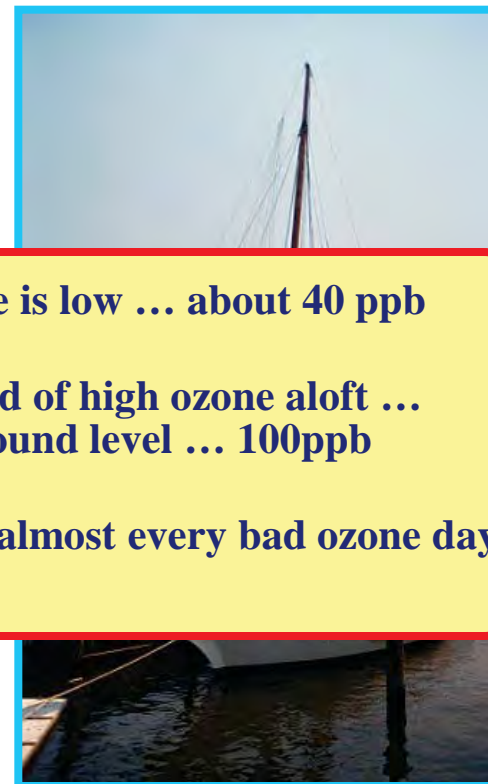 e is low … about 40 ppb
d of high ozone aloft …
ound level … 100ppb
almost every bad ozone day